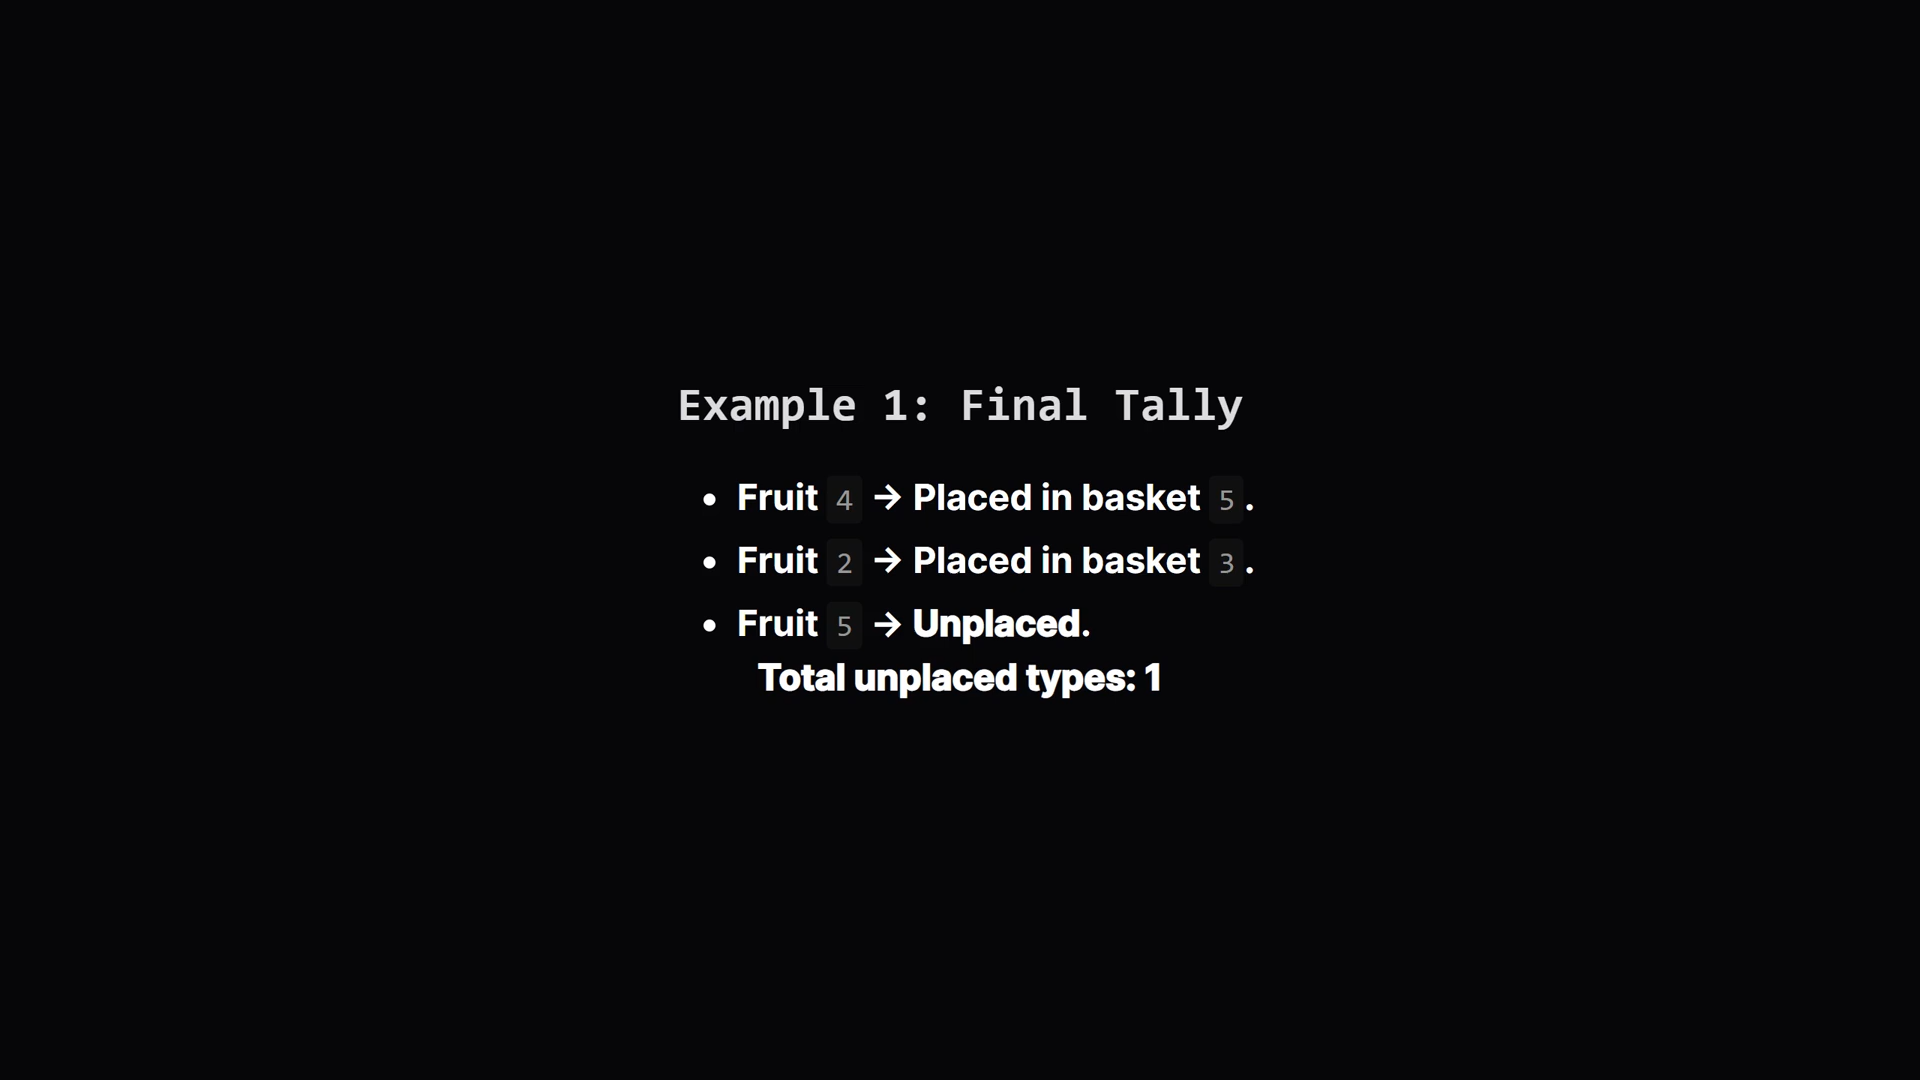 Example 1: Final Tally
• Fruit 4 → Placed in basket 5.
• Fruit 2 → Placed in basket 3.
• Fruit 5 → Unplaced.
Total unplaced types: 1